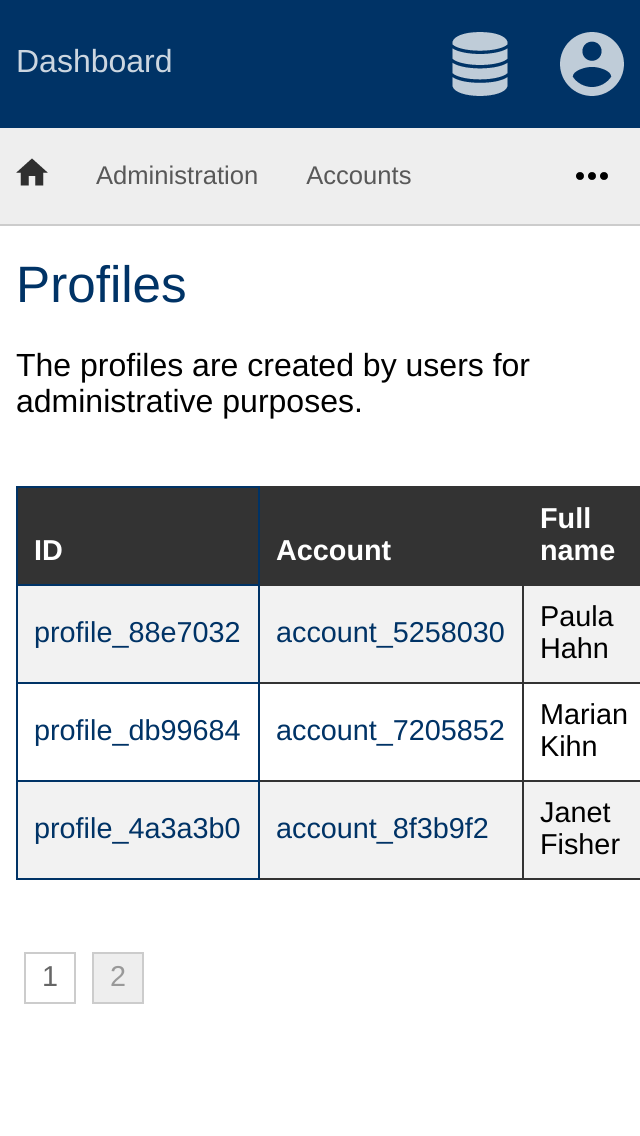 Dashboard
Administration Accounts
Profiles
The profiles are created by users for
administrative purposes.
ID Account Full name
profile_88e7032 account_5258030 Paula Hahn
profile_db99684 account_7205852 Marian Kihn
profile_4a3a3b0 account_8f3b9f2 Janet Fisher
1 2